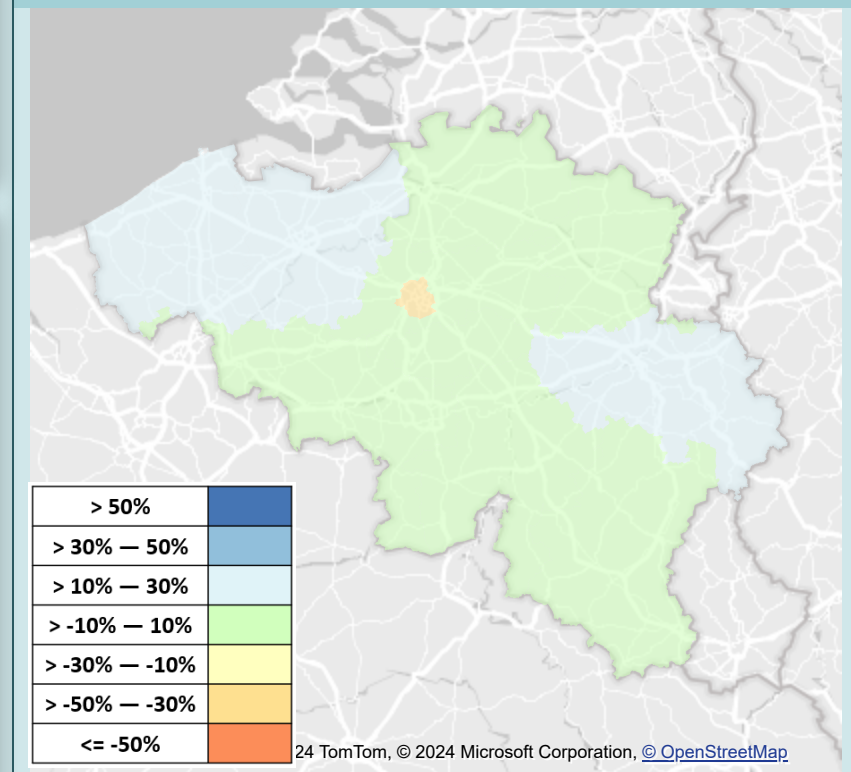 > 50%
> 30% — 50%
> 10% — 30%
> -10% — 10%
> -30% — -10%
> -50% — -30%
<= -50%
24 TomTom, © 2024 Microsoft Corporation, © OpenStreetMap